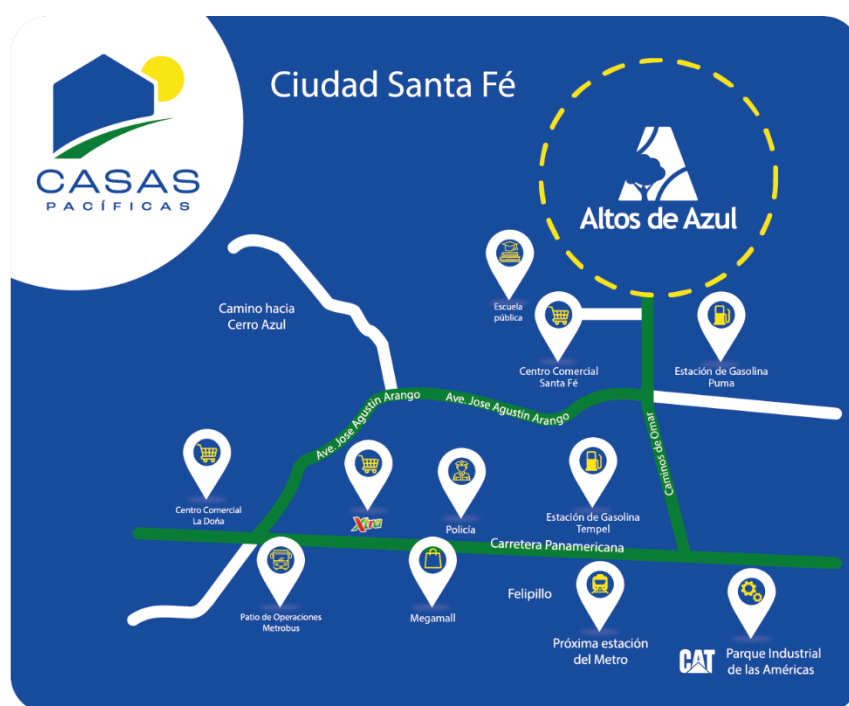 CASAS
PACÍFICAS
Ciudad Santa Fé
Altos de Azul
Escuela
pública
Camino hacia
Cerro Azul
Centro Comercial
Santa Fé
Estación de Gasolina
Puma
Ave. Jose Agustin Arango
Ave. Jose Agustin Arango
Caminos de Omar
Centro Comercial
La Doña
Xtra
Policía
Estación de Gasolina
Tempel
Carretera Panamericana
Patio de Operaciones
Metrobus
Megamall
Felipillo
Próxima estación
del Metro
CAT
Parque Industrial
de las Américas